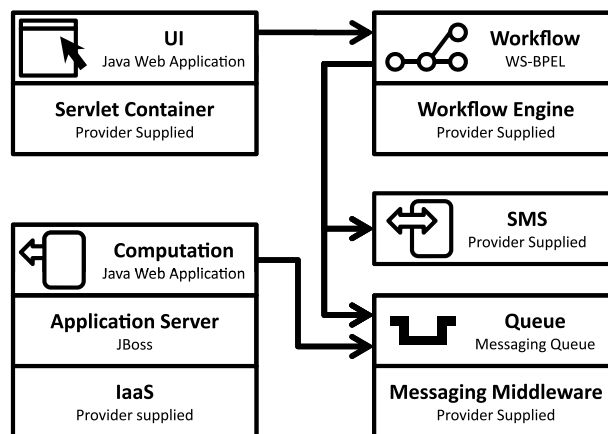 UI
Java Web Application
Servlet Container
Provider Supplied
Workflow
WS-BPEL
Workflow Engine
Provider Supplied
SMS
Provider Supplied
Computation
Java Web Application
Application Server
JBoss
IaaS
Provider supplied
Queue
Messaging Queue
Messaging Middleware
Provider Supplied